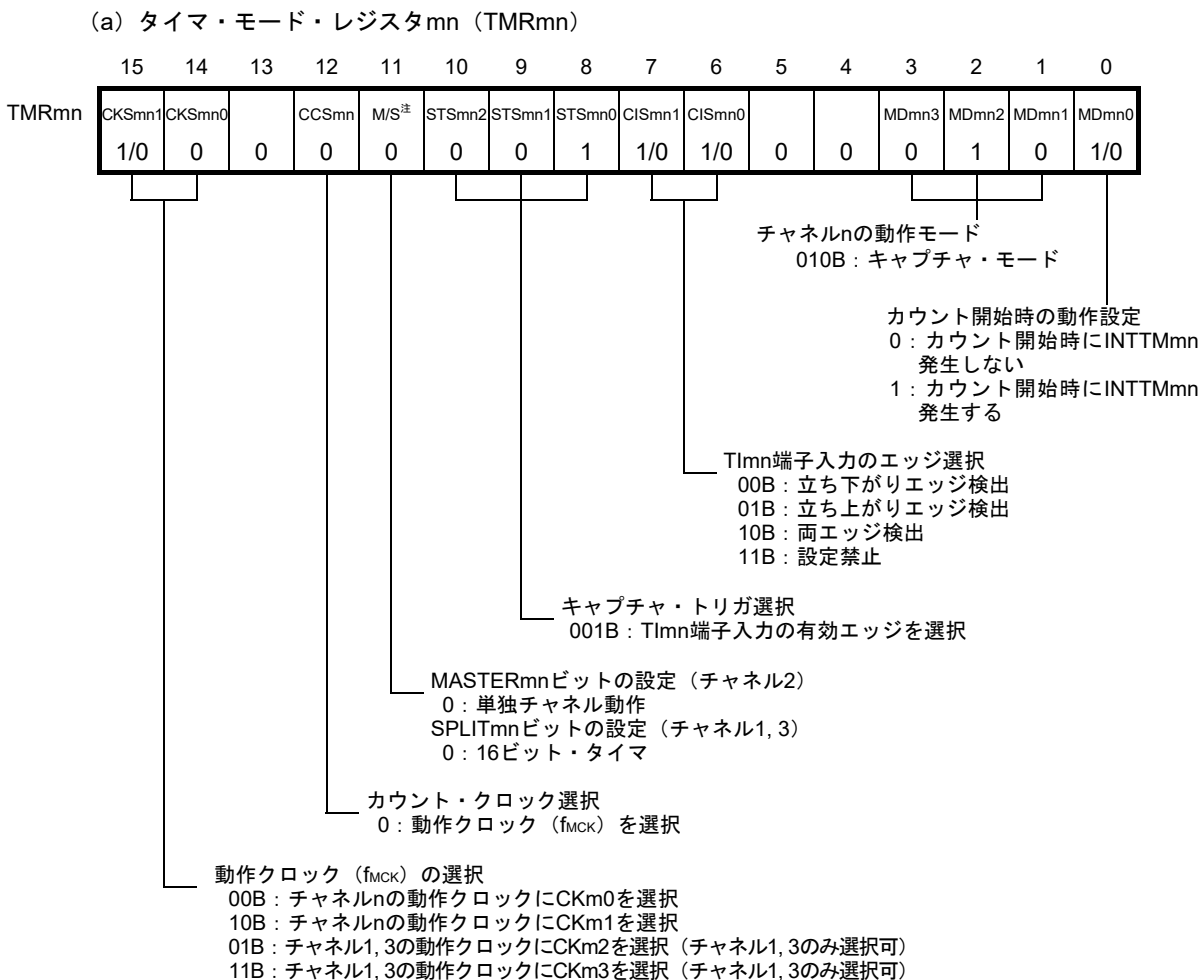 (a) タイマ・モード・レジスタmn（TMRmn）
15 14 13 12 11 10 9 8 7 6 5 4 3 2 1 0
TMRmn CKSmn1 CKSmn0 CCSmn M/S注 STSmn2 STSmn1 STSmn0 CISmn1 CISmn0 MDmn3 MDmn2 MDmn1 MDmn0
1/0 0 0 0 0 0 0 1 1/0 1/0 0 0 0 1 0 1/0
チャネルnの動作モード
010B：キャプチャ・モード
カウント開始時の動作設定
0：カウント開始時にINTTMmn
発生しない
1：カウント開始時にINTTMmn
発生する
TImn端子入力のエッジ選択
00B：立ち下がりエッジ検出
01B：立ち上がりエッジ検出
10B：両エッジ検出
11B：設定禁止
キャプチャ・トリガ選択
001B：TImn端子入力の有効エッジを選択
MASTERmnビットの設定（チャネル2）
0：単独チャネル動作
SPLITmnビットの設定（チャネル1, 3）
0：16ビット・タイマ
カウント・クロック選択
0：動作クロック（fMCK）を選択
動作クロック（fMCK）の選択
00B：チャネルnの動作クロックにCKm0を選択
10B：チャネルnの動作クロックにCKm1を選択
01B：チャネル1, 3の動作クロックにCKm2を選択（チャネル1, 3のみ選択可）
11B：チャネル1, 3の動作クロックにCKm3を選択（チャネル1, 3のみ選択可）